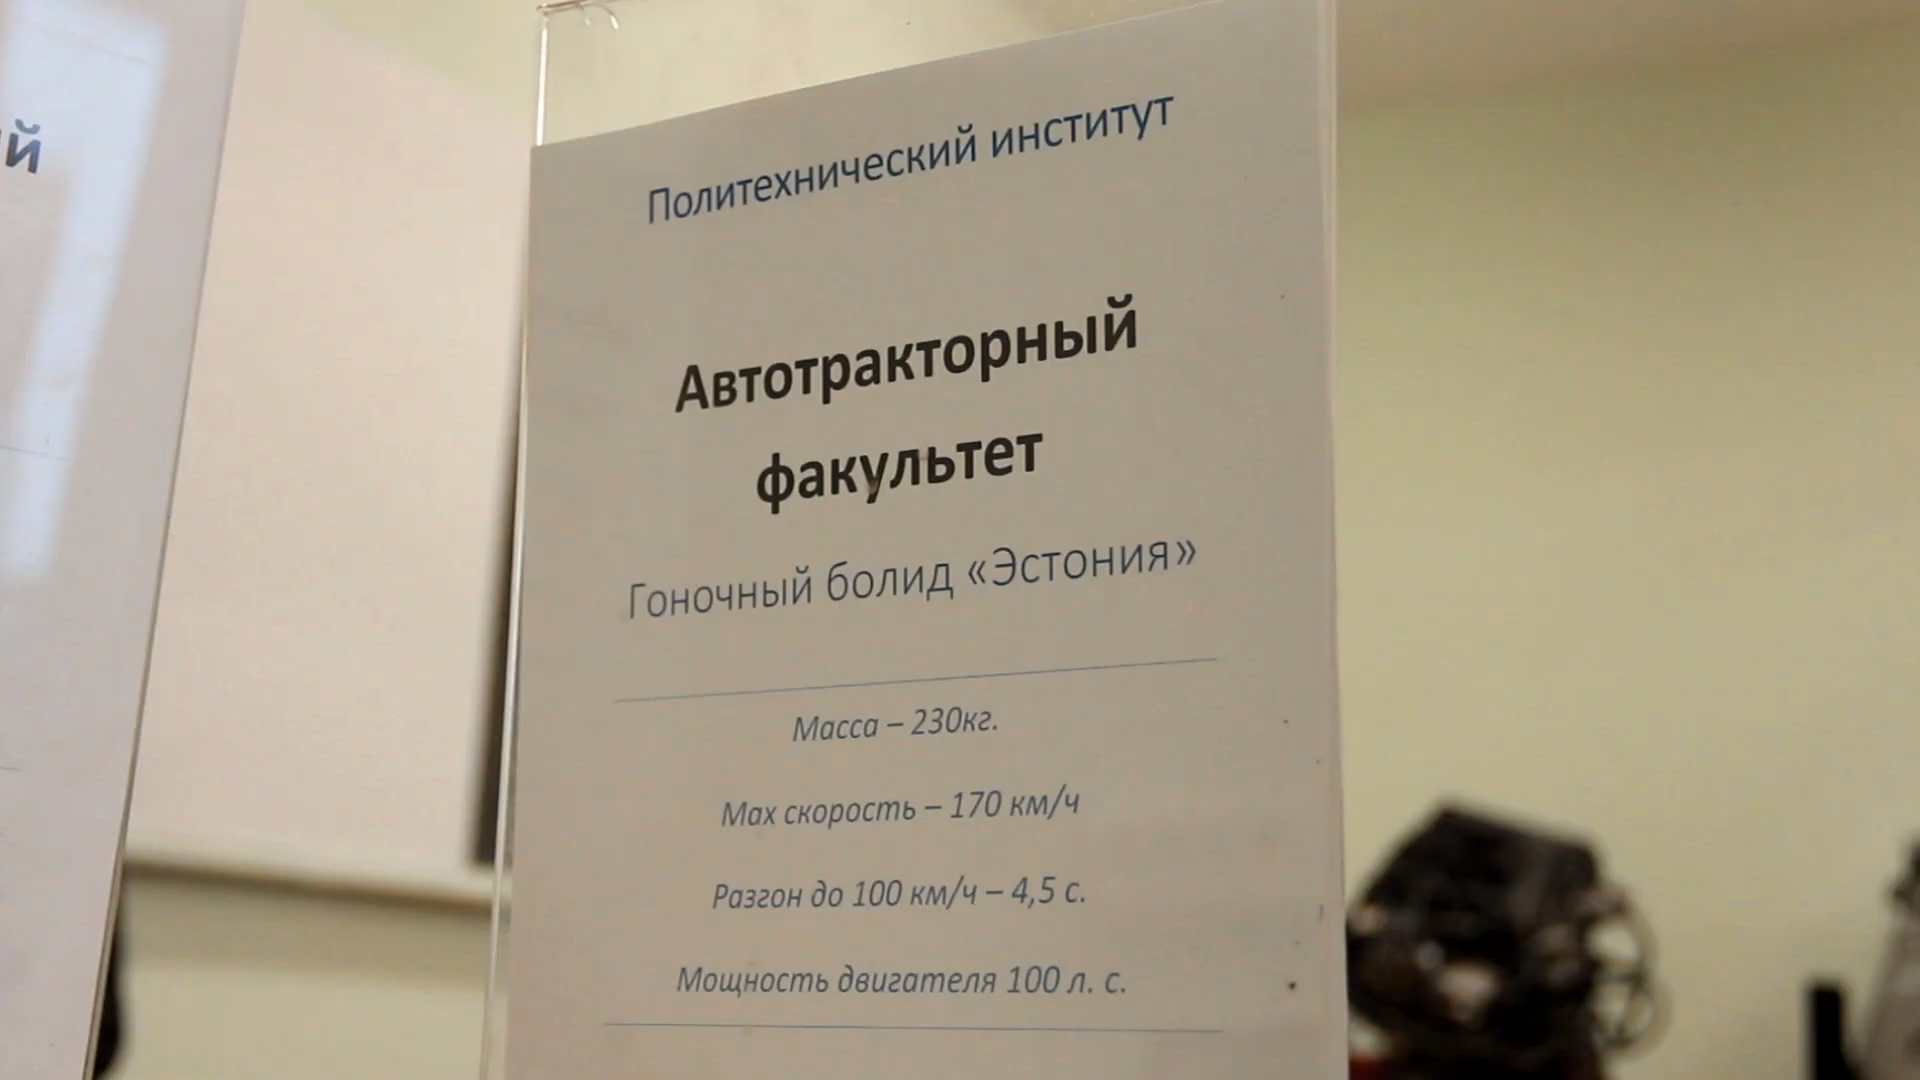 Политехнический институт
Автотракторный
факультет
Гоночный болид «Эстония»
Масса – 230кг.
Мах скорость – 170 км/ч
Разгон до 100 км/ч – 4,5 с.
Мощность двигателя 100 л. с.